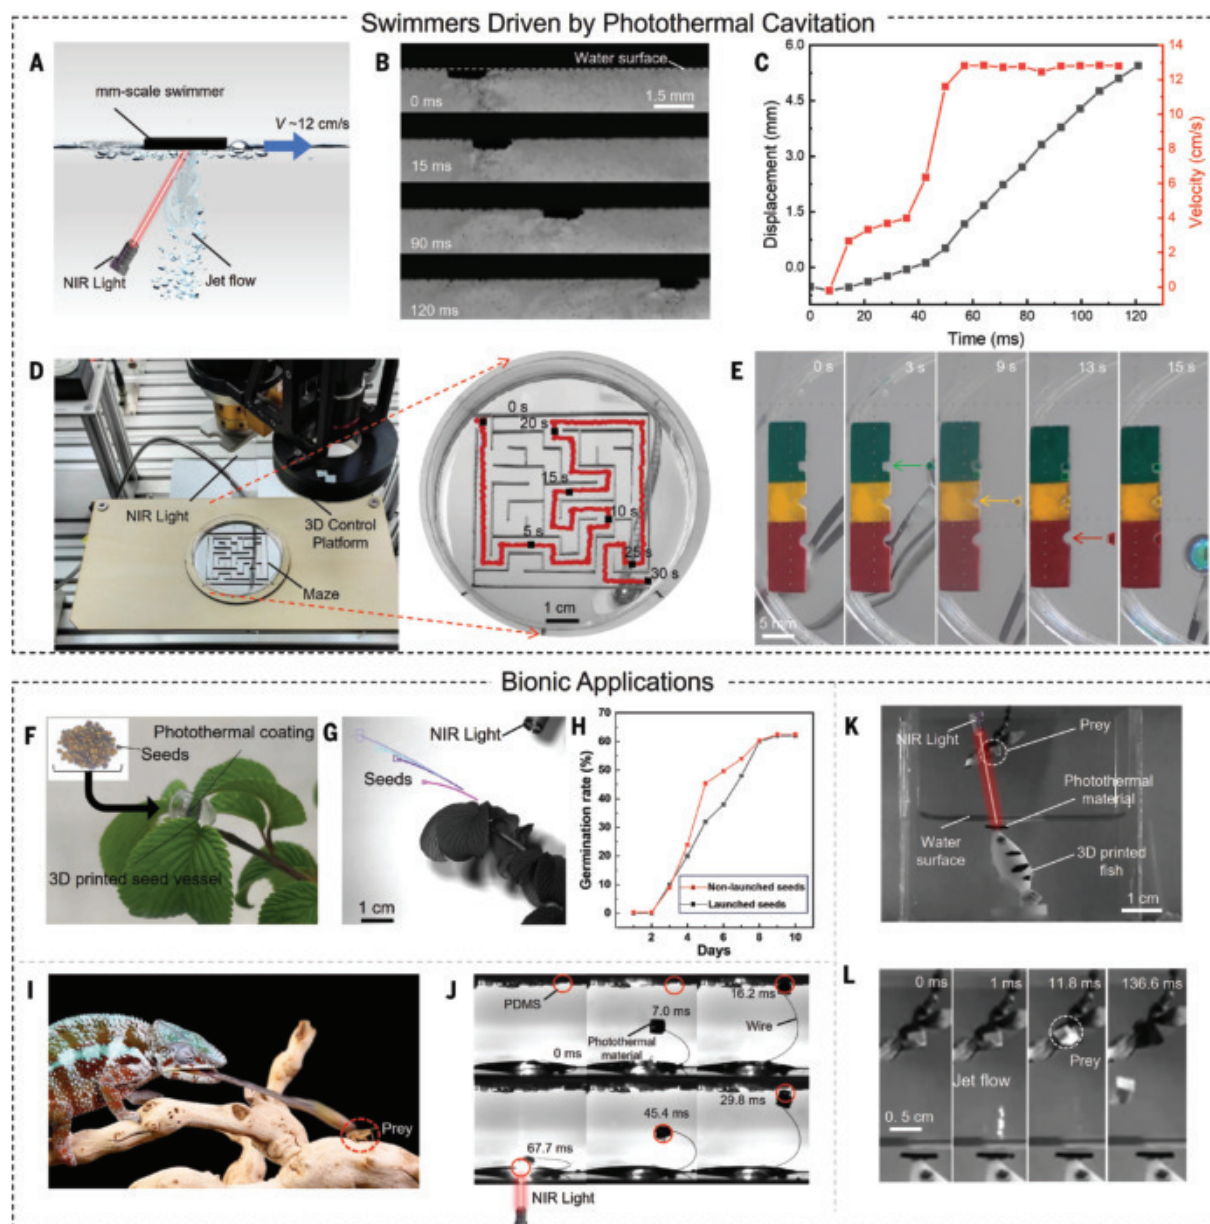 Swimmers Driven by Photothermal Cavitation
A
mm-scale swimmer
V ~12 cm/s
NIR Light
Jet flow
B
Water surface
1.5 mm
0 ms
15 ms
90 ms
120 ms
C
Displacement (mm)
6.0
4.5
3.0
1.5
0.0
Velocity (cm/s)
14
12
10
8
6
4
2
0
0 20 40 60 80 100 120
Time (ms)
D
NIR Light
3D Control
Platform
Maze
0 s
20 s
15 s
10 s
5 s
25 s
30 s
1 cm
E
0 s
3 s
9 s
13 s
15 s
5 mm
Bionic Applications
F
Photothermal coating
Seeds
3D printed seed vessel
G
NIR Light
Seeds
1 cm
H
Germination rate (%)
70
60
50
40
30
20
10
0
Non-launched seeds
Launched seeds
2 4 6 8 10
Days
I
Prey
J
PDMS
7.0 ms
16.2 ms
Wire
Photothermal
material
0 ms
67.7 ms
45.4 ms
29.8 ms
NIR Light
K
NIR Light
Prey
Photothermal
material
Water
surface
3D printed
fish
1 cm
L
0 ms
1 ms
11.8 ms
136.6 ms
Prey
Jet flow
0. 5 cm